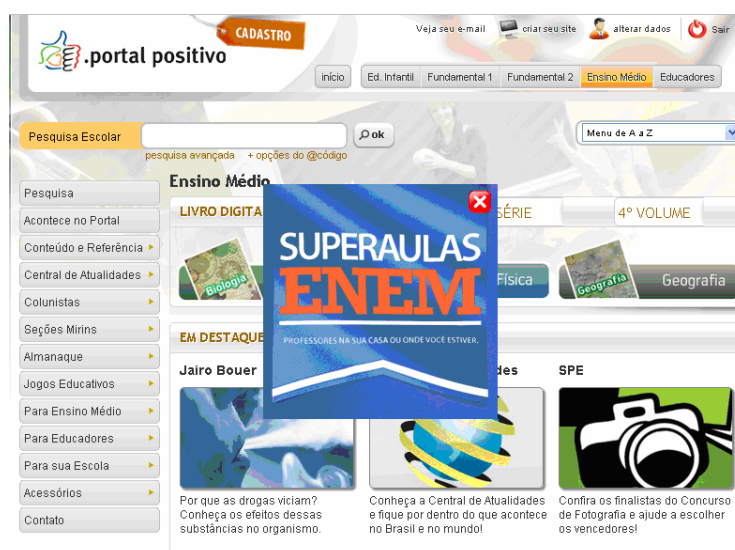 CADASTRO
.portal positivo
Veja seu e-mail
criar seu site
alterar dados
Sair
início
Ed. Infantil
Fundamental 1
Fundamental 2
Ensino Médio
Educadores
Pesquisa Escolar
ok
Menu de A a Z
pesquisa avançada
+ opções do @código
Ensino Médio
Pesquisa
Acontece no Portal
Conteúdo e Referência
Central de Atualidades
Colunistas
Seções Mirins
Almanaque
Jogos Educativos
Para Ensino Médio
Para Educadores
Para sua Escola
Acessórios
Contato
LIVRO DIGITA
SÉRIE
4º VOLUME
Biologia
Física
Geografia
Geografia
SUPERAULAS
ENEM
PROFESSORES NA SUA CASA OU ONDE VOCÊ ESTIVER.
EM DESTAQUE
Jairo Bouer
des
SPE
Por que as drogas viciam?
Conheça os efeitos dessas
substâncias no organismo.
Conheça a Central de Atualidades
e fique por dentro do que acontece
no Brasil e no mundo!
Confira os finalistas do Concurso
de Fotografia e ajude a escolher
os vencedores!